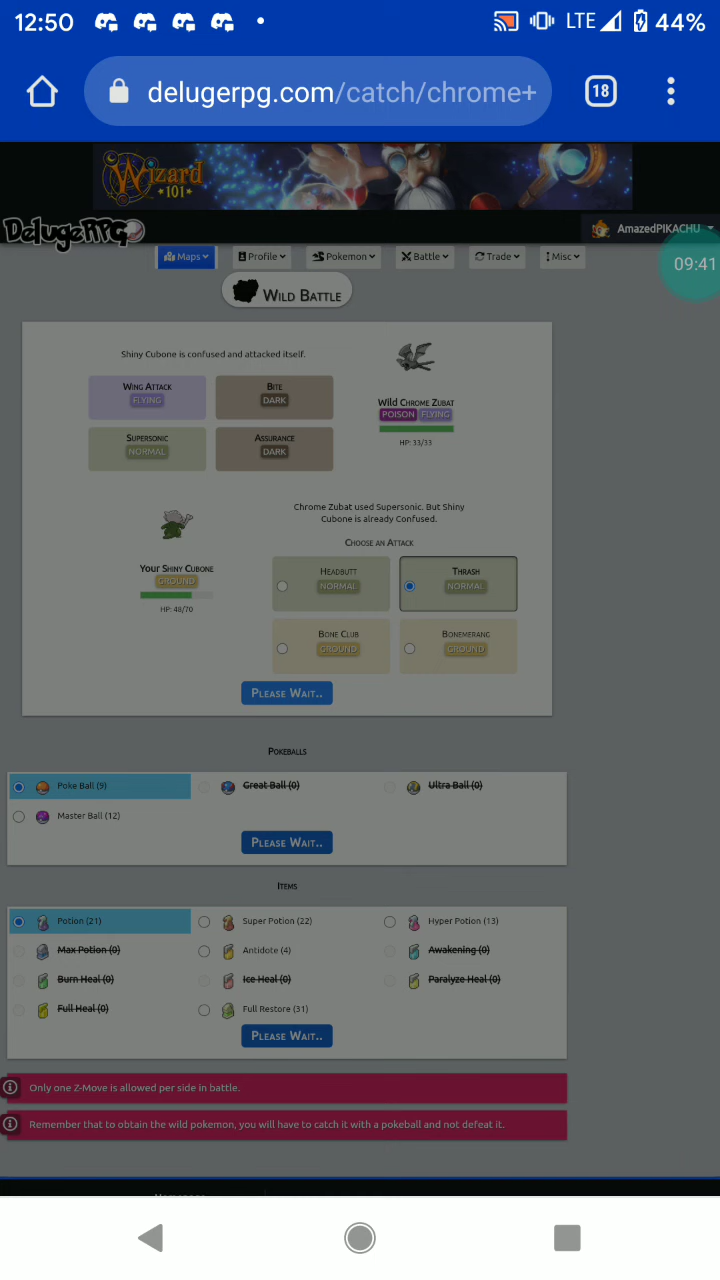 12:50
LTE 44%
delugerpg.com/catch/chrome+
18
Wizard
101
DelugeRPG
AmazedPIKACHU
Maps Profile Pokemon Battle Trade Misc
09:41
Wild Battle
Shiny Cubone is confused and attacked itself.
Wing Attack
FLYING
Bite
DARK
Supersonic
NORMAL
Assurance
DARK
Wild Chrome Zubat
POISON FLYING
HP: 33/33
Chrome Zubat used Supersonic. But Shiny
Cubone is already Confused.
Your Shiny Cubone
GROUND
HP: 48/70
Choose an Attack
Headbutt
NORMAL
Thrash
NORMAL
Bone Club
GROUND
Bonemerang
GROUND
Please Wait..
Pokeballs
Poke Ball (9) Great Ball (0) Ultra Ball (0)
Master Ball (12)
Please Wait..
Items
Potion (21) Super Potion (22) Hyper Potion (13)
Max Potion (0) Antidote (4) Awakening (0)
Burn Heal (0) Ice Heal (0) Paralyze Heal (0)
Full Heal (0) Full Restore (31)
Please Wait..
Only one Z-Move is allowed per side in battle.
Remember that to obtain the wild pokemon, you will have to catch it with a pokeball and not defeat it.